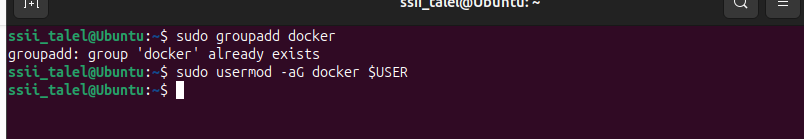 ssii_talel@Ubuntu: ~
ssii_talel@Ubuntu:~$ sudo groupadd docker
groupadd: group 'docker' already exists
ssii_talel@Ubuntu:~$ sudo usermod -aG docker $USER
ssii_talel@Ubuntu:~$